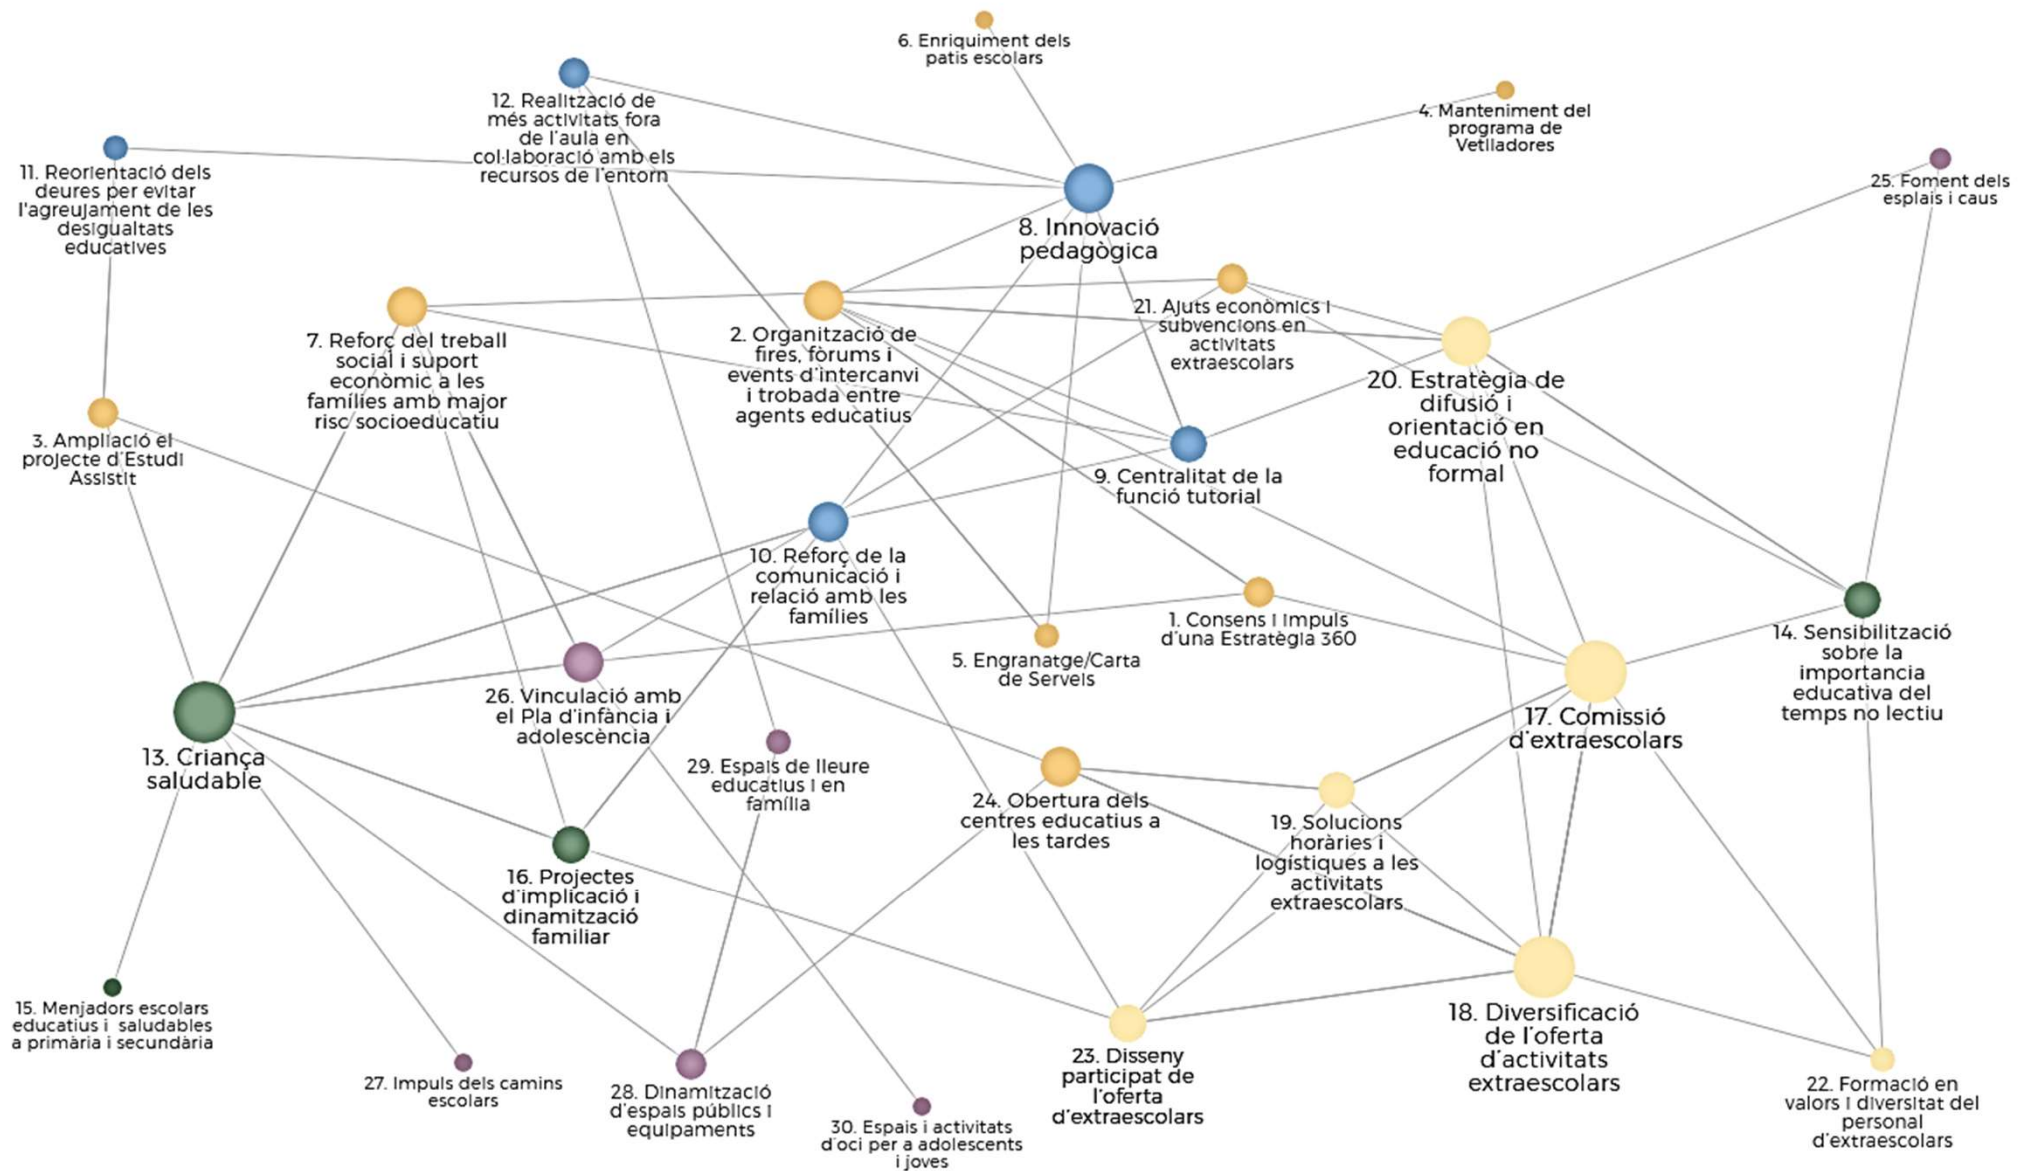 6. Enriquiment dels
patis escolars
12. Realització de
més activitats fora
de l'aula en
col·laboració amb els
recursos de l'entorn
4. Manteniment del
programa de
Vetlladores
11. Reorientació dels
deures per evitar
l'agreujament de les
desigualtats
educatives
25. Foment dels
esplais i caus
8. Innovació
pedagògica
7. Reforç del treball
social i suport
econòmic a les
famílies amb major
risc socioeducatiu
2. Organització de
fires, fòrums i
events d'intercanvi
i trobada entre
agents educatius
21. Ajuts econòmics i
subvencions en
activitats
extraescolars
20. Estratègia de
difusió i
orientació en
educació no
formal
3. Ampliació el
projecte d'Estudi
Assistit
9. Centralitat de la
funció tutorial
10. Reforç de la
comunicació i
relació amb les
famílies
1. Consens i impuls
d'una Estratègia 360
14. Sensibilització
sobre la
importancia
educativa del
temps no lectiu
5. Engranatge/Carta
de Serveis
26. Vinculació amb
el Pla d'infància i
adolescència
17. Comissió
d'extraescolars
13. Criança
saludable
29. Espais de lleure
educatius i en
família
24. Obertura dels
centres educatius a
les tardes
19. Solucions
horàries i
logístiques a les
activitats
extraescolars
16. Projectes
d'implicació i
dinamització
familiar
15. Menjadors escolars
educatius i saludables
a primària i secundària
18. Diversificació
de l'oferta
d'activitats
extraescolars
27. Impuls dels camins
escolars
28. Dinamització
d'espais públics i
equipaments
23. Disseny
participat de
l'oferta
d'extraescolars
22. Formació en
valors i diversitat del
personal
d'extraescolars
30. Espais i activitats
d'oci per a adolescents
i joves